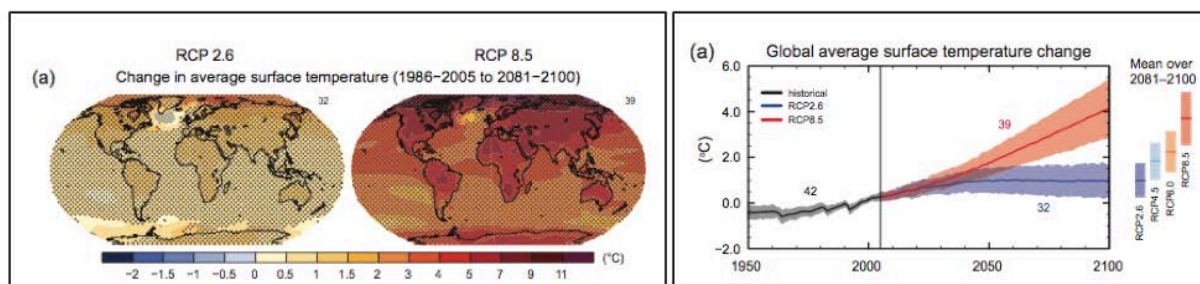 RCP 2.6 RCP 8.5
(a) Change in average surface temperature (1986−2005 to 2081−2100)
32 39
−2 −1.5 −1 −0.5 0 0.5 1 1.5 2 3 4 5 7 9 11 (°C)
(a) Global average surface temperature change
Mean over
2081–2100
6.0
4.0
2.0
0.0
−2.0
(°C)
historical
RCP2.6
RCP8.5
39
42
32
1950 2000 2050 2100
RCP2.6
RCP4.5
RCP6.0
RCP8.5